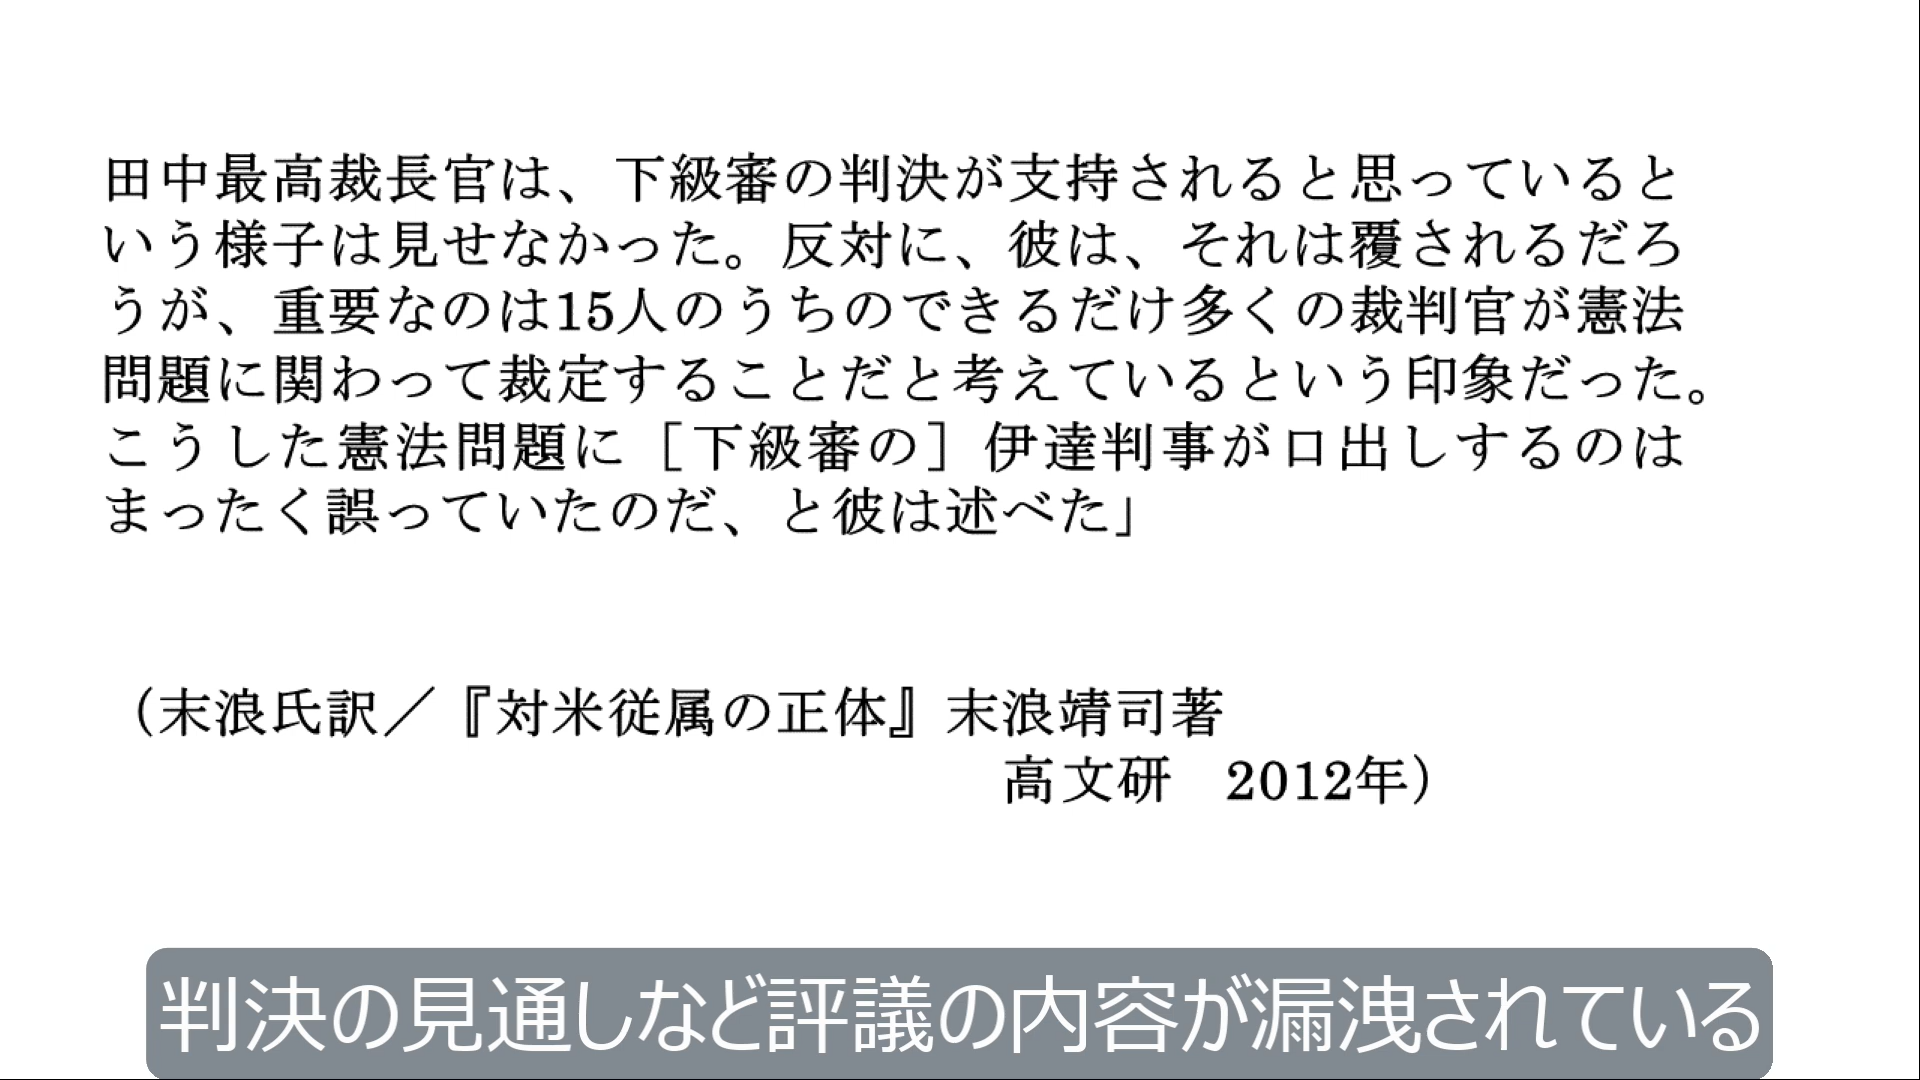 田中最高裁長官は、下級審の判決が支持されると思っていると
いう様子は見せなかった。反対に、彼は、それは覆されるだろ
うが、重要なのは15人のうちのできるだけ多くの裁判官が憲法
問題に関わって裁定することだと考えているという印象だった。
こうした憲法問題に［下級審の］伊達判事が口出しするのは
まったく誤っていたのだ、と彼は述べた」
（末浪氏訳／『対米従属の正体』末浪靖司著
高文研　2012年）
判決の見通しなど評議の内容が漏洩されている